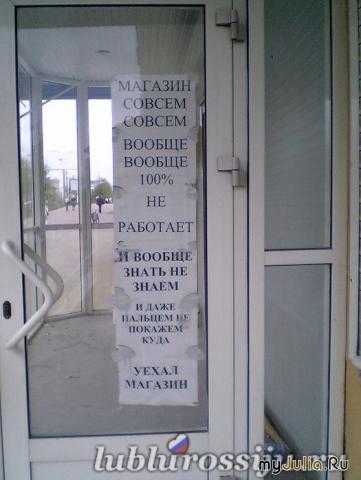 МАГАЗИН
СОВСЕМ
СОВСЕМ
ВООБЩЕ
ВООБЩЕ
100%
НЕ
РАБОТАЕТ
И ВООБЩЕ
ЗНАТЬ НЕ
ЗНАЕМ
И ДАЖЕ
ПАЛЬЦЕМ НЕ
ПОКАЖЕМ
КУДА
УЕХАЛ
МАГАЗИН
lublurossiju.net
myJulia.Ru